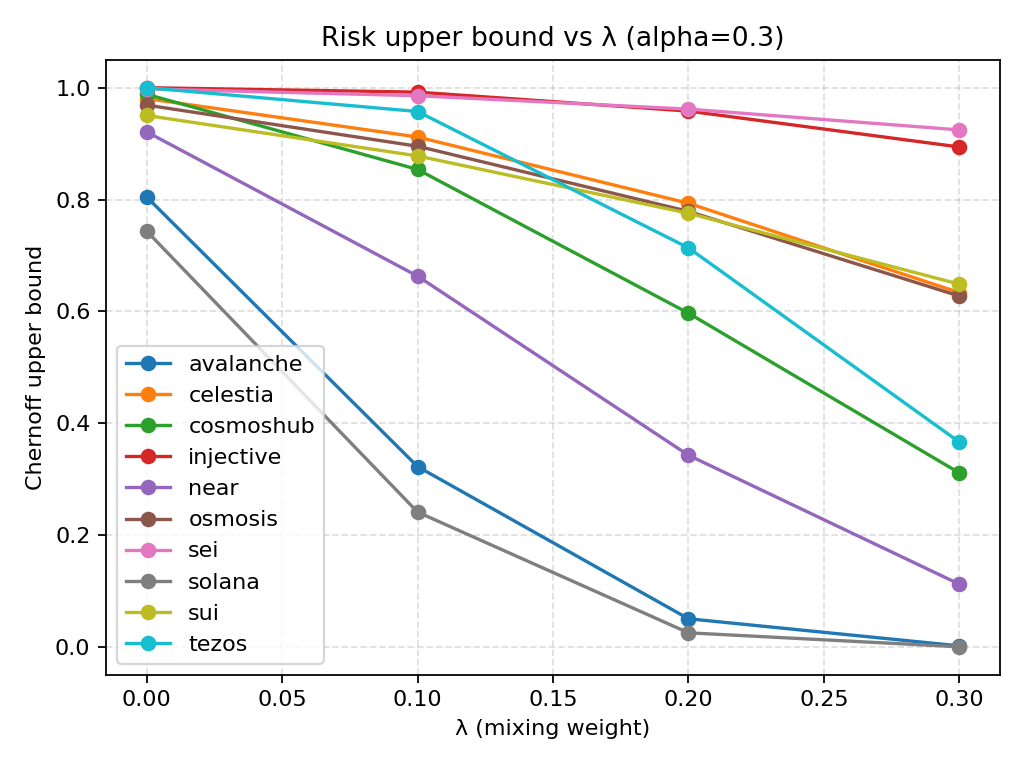 Risk upper bound vs λ (alpha=0.3)
Chernoff upper bound
1.0
0.8
0.6
0.4
0.2
0.0
avalanche
celestia
cosmoshub
injective
near
osmosis
sei
solana
sui
tezos
0.00 0.05 0.10 0.15 0.20 0.25 0.30
λ (mixing weight)